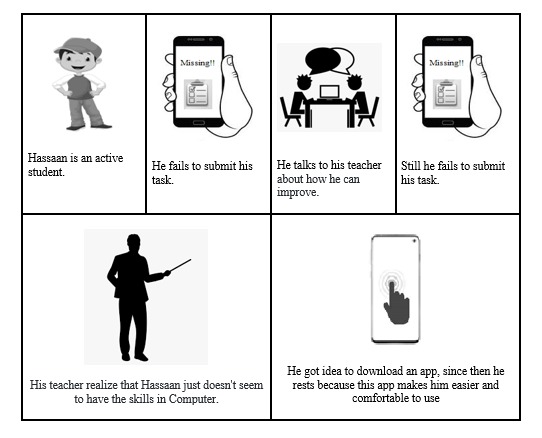 Missing!!
Hassaan is an active
student.
He fails to submit his
task.
He talks to his teacher
about how he can
improve.
Missing!!
Still he fails to submit
his task.
His teacher realize that Hassaan just doesn't seem
to have the skills in Computer.
He got idea to download an app, since then he
rests because this app makes him easier and
comfortable to use